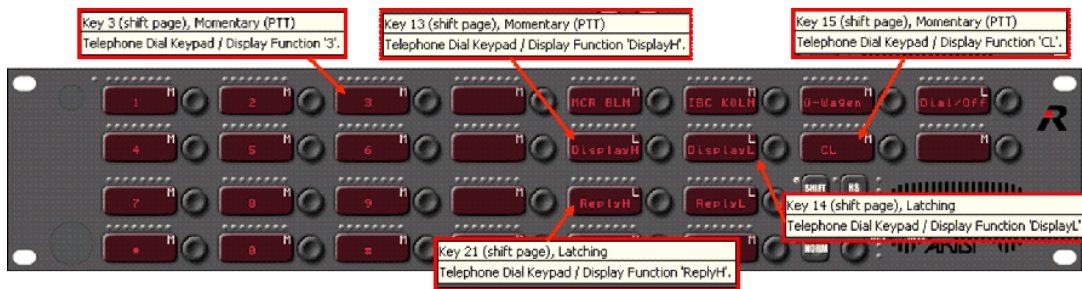 Key 3 (shift page), Momentary (PTT)
Telephone Dial Keypad / Display Function '3'.
Key 13 (shift page), Momentary (PTT)
Telephone Dial Keypad / Display Function 'DisplayH'.
Key 15 (shift page), Momentary (PTT)
Telephone Dial Keypad / Display Function 'CL'.
1 M 2 M 3 M M MCR BLN M IBC KÖLN M Ü-Wagen M Dial/Off L
R
4 M 5 M 6 M M DisplayH L DisplayL L CL M M
7 M 8 M 9 M M ReplyH L ReplyL L SHIFT HS
Key 14 (shift page), Latching
Telephone Dial Keypad / Display Function 'DisplayL'
* M 0 M M NORM
Key 21 (shift page), Latching
Telephone Dial Keypad / Display Function 'ReplyH'.